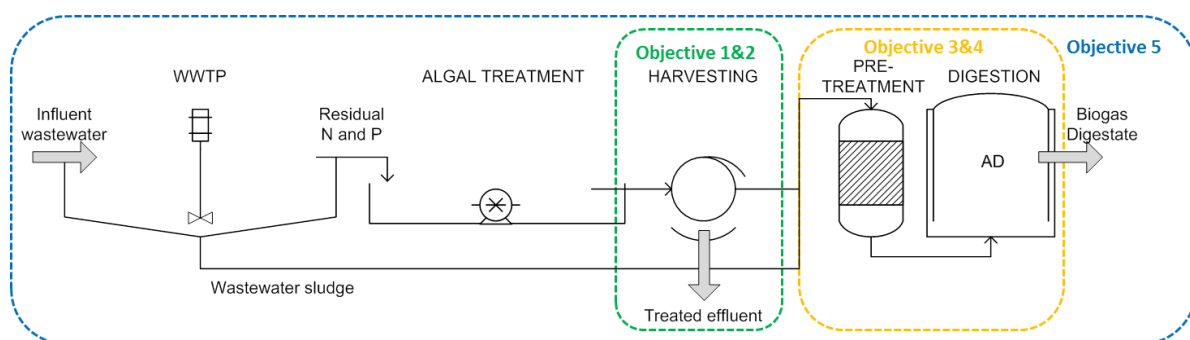 Objective 1&2
Objective 3&4
Objective 5
WWTP
ALGAL TREATMENT
HARVESTING
PRE-
TREATMENT
DIGESTION
Influent
wastewater
Residual
N and P
Biogas
Digestate
AD
Wastewater sludge
Treated effluent